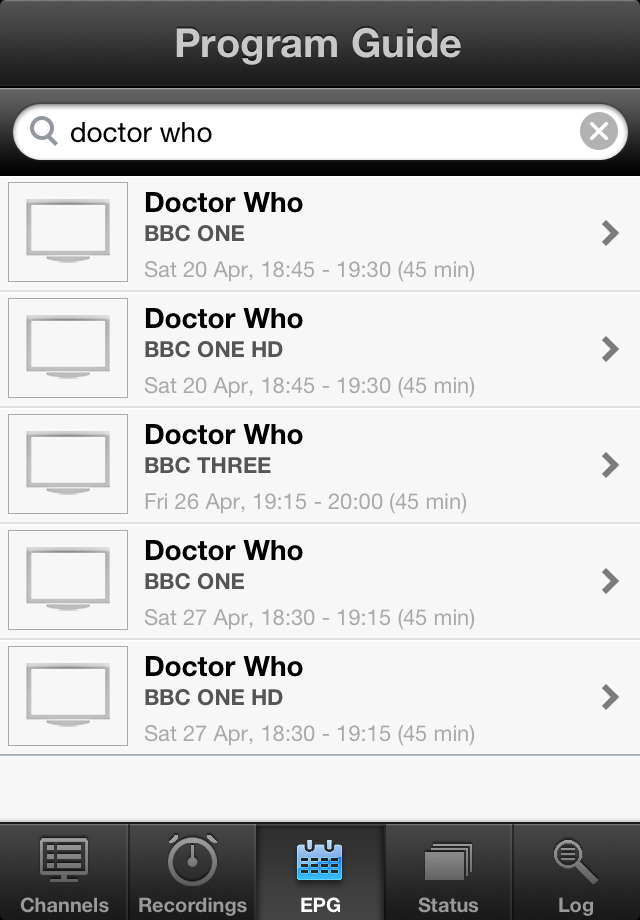 Program Guide
doctor who
Doctor Who
BBC ONE
Sat 20 Apr, 18:45 - 19:30 (45 min)
Doctor Who
BBC ONE HD
Sat 20 Apr, 18:45 - 19:30 (45 min)
Doctor Who
BBC THREE
Fri 26 Apr, 19:15 - 20:00 (45 min)
Doctor Who
BBC ONE
Sat 27 Apr, 18:30 - 19:15 (45 min)
Doctor Who
BBC ONE HD
Sat 27 Apr, 18:30 - 19:15 (45 min)
Channels Recordings EPG Status Log